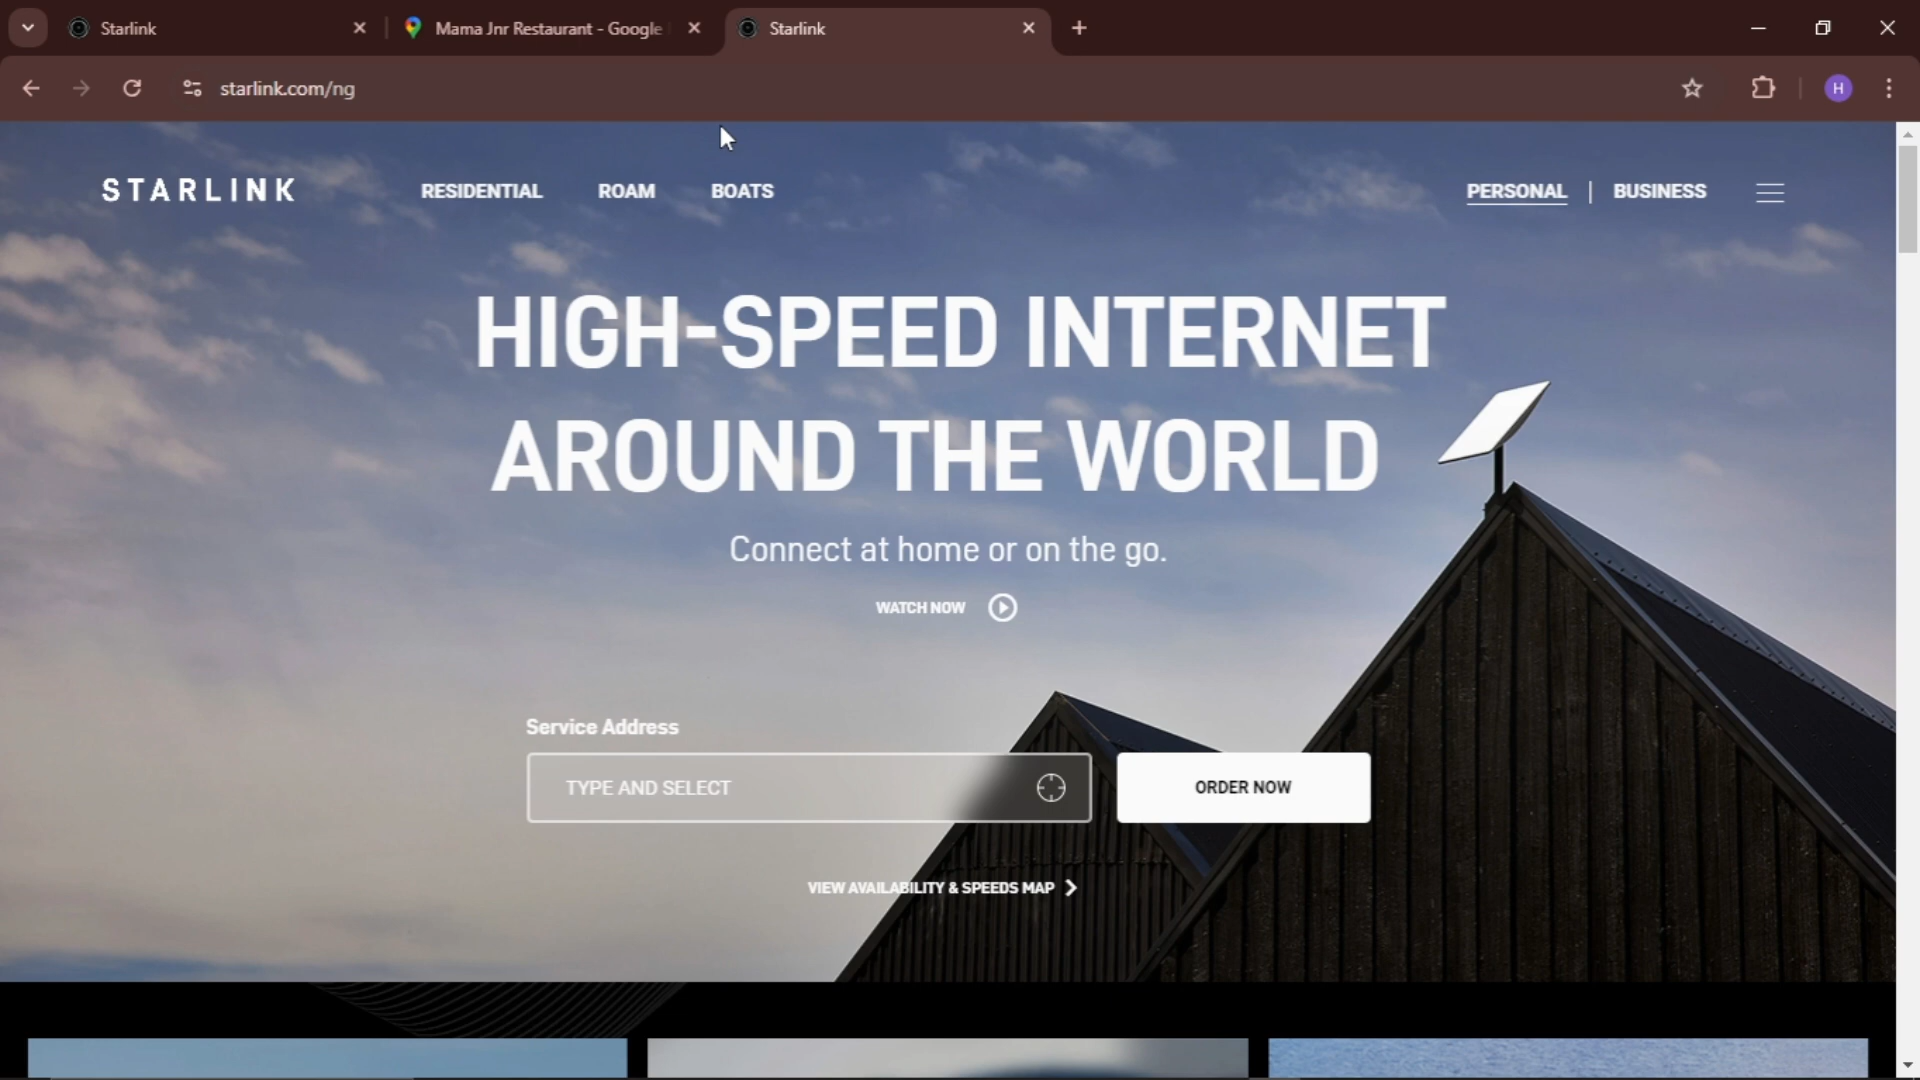 Starlink
Mama Jnr Restaurant - Google
Starlink
starlink.com/ng
H
STARLINK
RESIDENTIAL
ROAM
BOATS
PERSONAL
BUSINESS
HIGH-SPEED INTERNET
AROUND THE WORLD
Connect at home or on the go.
WATCH NOW
Service Address
TYPE AND SELECT
ORDER NOW
VIEW AVAILABILITY & SPEEDS MAP